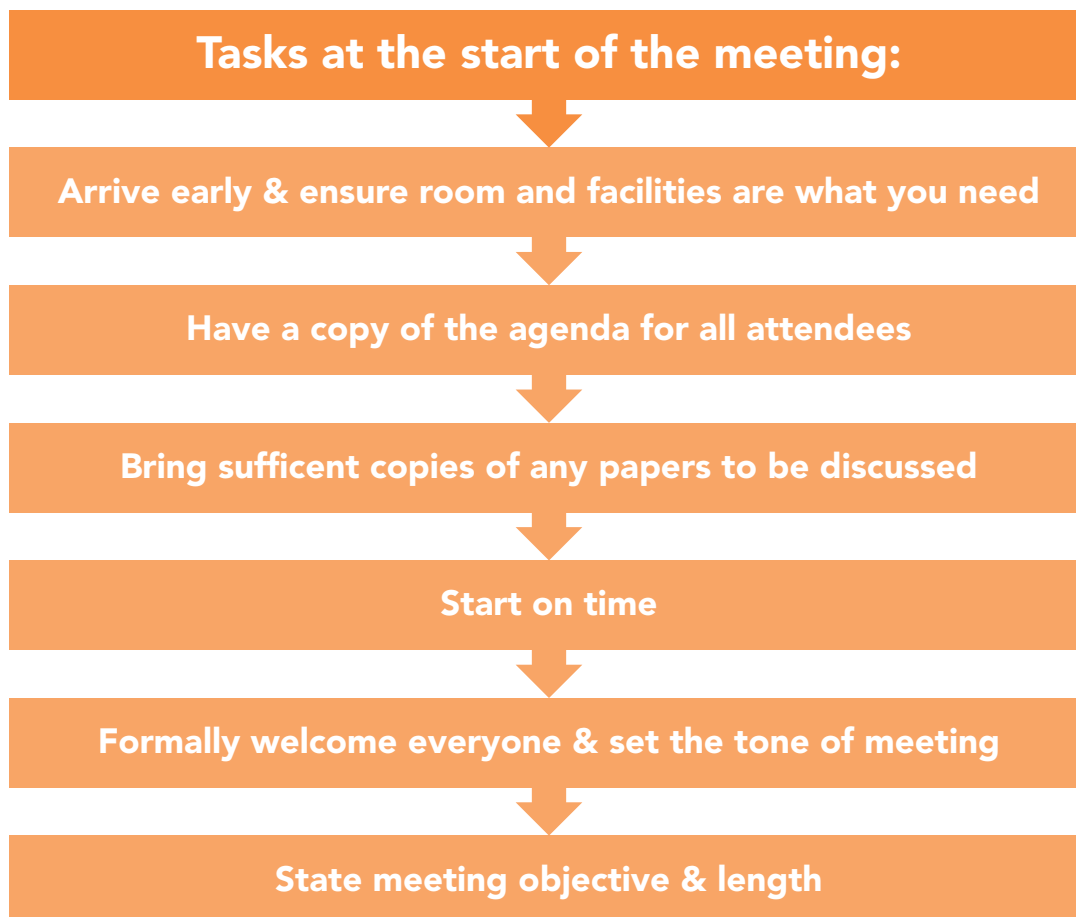 Tasks at the start of the meeting:
Arrive early & ensure room and facilities are what you need
Have a copy of the agenda for all attendees
Bring sufficent copies of any papers to be discussed
Start on time
Formally welcome everyone & set the tone of meeting
State meeting objective & length